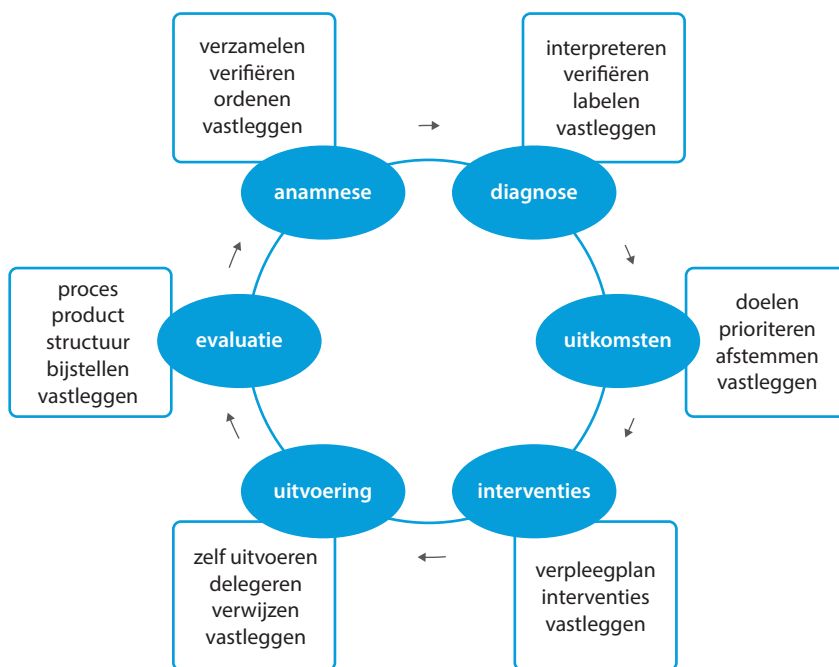 verzamelen
verifiëren
ordenen
vastleggen
anamnese
interpreteren
verifiëren
labelen
vastleggen
diagnose
doelen
prioriteren
afstemmen
vastleggen
uitkomsten
verpleegplan
interventies
vastleggen
interventies
zelf uitvoeren
delegeren
verwijzen
vastleggen
uitvoering
proces
product
structuur
bijstellen
vastleggen
evaluatie